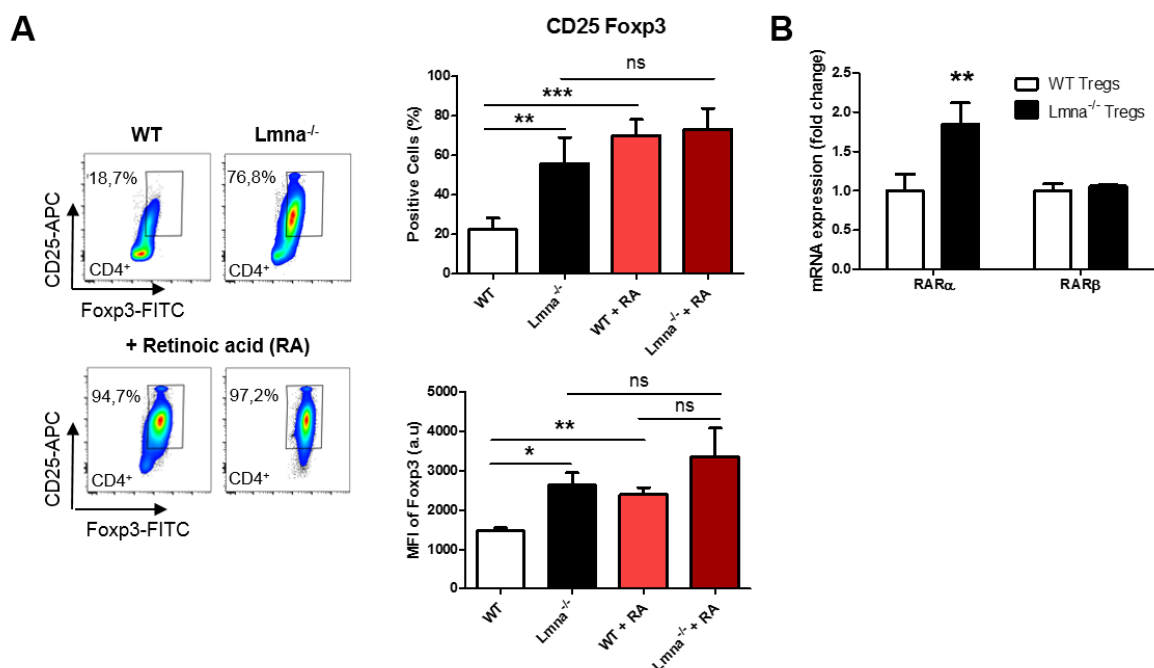 A
WT
Lmna⁻/⁻
18,7%
76,8%
CD25-APC
CD4⁺
CD4⁺
Foxp3-FITC
+ Retinoic acid (RA)
94,7%
97,2%
CD25-APC
CD4⁺
CD4⁺
Foxp3-FITC
CD25 Foxp3
Positive Cells (%)
100
80
60
40
20
0
ns
***
**
WT
Lmna⁻/⁻
WT + RA
Lmna⁻/⁻ + RA
MFI of Foxp3 (a.u)
5000
4000
3000
2000
1000
0
ns
ns
**
*
WT
Lmna⁻/⁻
WT + RA
Lmna⁻/⁻ + RA
B
mRNA expression (fold change)
2.5
2.0
1.5
1.0
0.5
0.0
**
WT Tregs
Lmna⁻/⁻ Tregs
RARα
RARβ